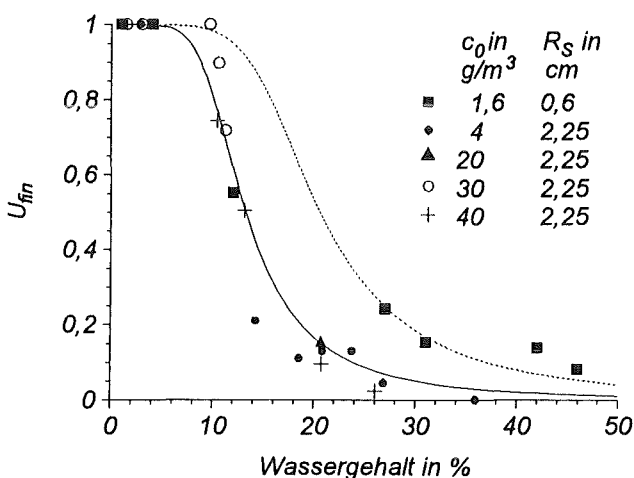 c₀ in R_S in
g/m³ cm
1,6 0,6
4 2,25
20 2,25
30 2,25
40 2,25
U_fin
1
0,8
0,6
0,4
0,2
0
0 10 20 30 40 50
Wassergehalt in %